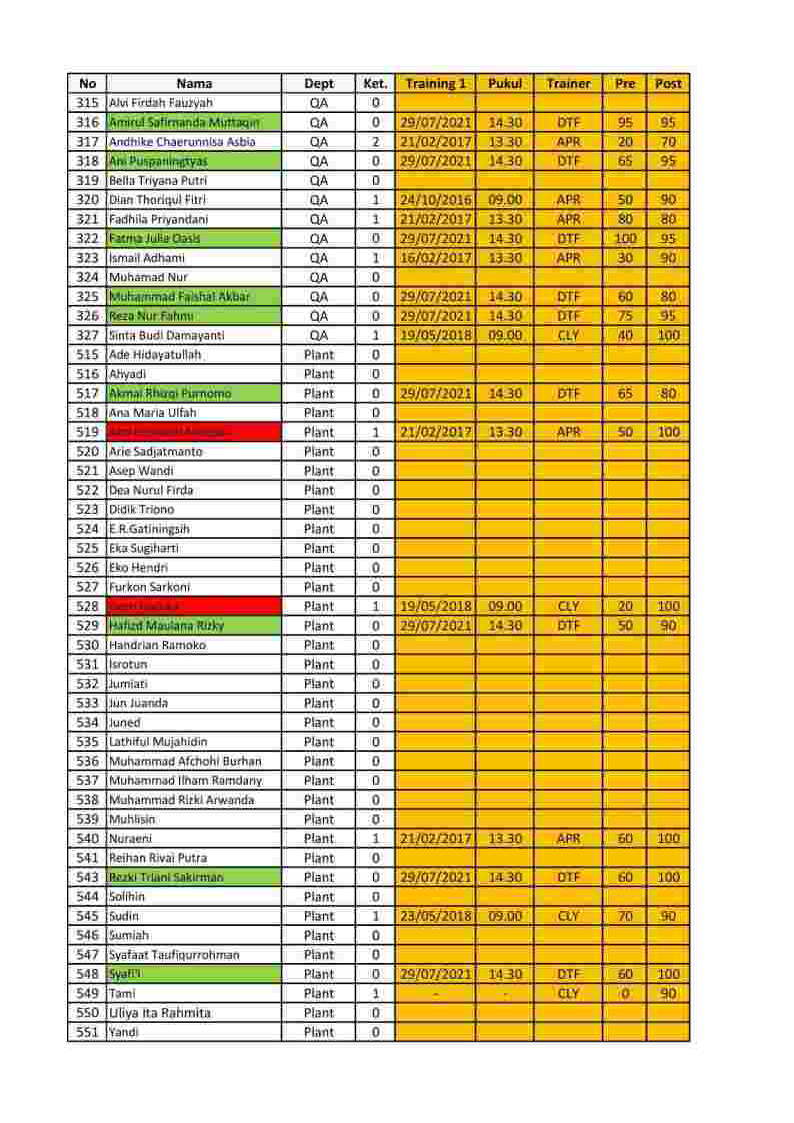 No Nama Dept Ket. Training 1 Pukul Trainer Pre Post
315 Alvi Firdah Fauzyah QA 0
316 Amirul Safirnanda Muttaqin QA 0 29/07/2021 14.30 DTF 95 95
317 Andhike Chaerunnisa Asbia QA 2 21/02/2017 13.30 APR 20 70
318 Ani Puspaningtyas QA 0 29/07/2021 14.30 DTF 65 95
319 Bella Triyana Putri QA 0
320 Dian Thoriqul Fitri QA 1 24/10/2016 09.00 APR 50 90
321 Fadhila Priyandani QA 1 21/02/2017 13.30 APR 80 80
322 Fatma Julia Oasis QA 0 29/07/2021 14.30 DTF 100 95
323 Ismail Adhami QA 1 16/02/2017 13.30 APR 30 90
324 Muhamad Nur QA 0
325 Muhammad Faishal Akbar QA 0 29/07/2021 14.30 DTF 60 80
326 Reza Nur Fahmi QA 0 29/07/2021 14.30 DTF 75 95
327 Sinta Budi Damayanti QA 1 19/05/2018 09.00 CLY 40 100
515 Ade Hidayatullah Plant 0
516 Ahyadi Plant 0
517 Akmal Rhizqi Purnomo Plant 0 29/07/2021 14.30 DTF 65 80
518 Ana Maria Ulfah Plant 0
519 Plant 1 21/02/2017 13.30 APR 50 100
520 Arie Sadjatmanto Plant 0
521 Asep Wandi Plant 0
522 Dea Nurul Firda Plant 0
523 Didik Triono Plant 0
524 E.R.Gatiningsih Plant 0
525 Eka Sugiharti Plant 0
526 Eko Hendri Plant 0
527 Furkon Sarkoni Plant 0
528 Plant 1 19/05/2018 09.00 CLY 20 100
529 Hafizd Maulana Rizky Plant 0 29/07/2021 14.30 DTF 50 90
530 Handrian Ramoko Plant 0
531 Isrotun Plant 0
532 Jumiati Plant 0
533 Jun Juanda Plant 0
534 Juned Plant 0
535 Lathiful Mujahidin Plant 0
536 Muhammad Afchohi Burhan Plant 0
537 Muhammad Ilham Ramdany Plant 0
538 Muhammad Rizki Arwanda Plant 0
539 Muhlisin Plant 0
540 Nuraeni Plant 1 21/02/2017 13.30 APR 60 100
541 Reihan Rivai Putra Plant 0
543 Rezki Triani Sakirman Plant 0 29/07/2021 14.30 DTF 60 100
544 Solihin Plant 0
545 Sudin Plant 1 23/05/2018 09.00 CLY 70 90
546 Sumiah Plant 0
547 Syafaat Taufiqurrohman Plant 0
548 Syafi'i Plant 0 29/07/2021 14.30 DTF 60 100
549 Tami Plant 1 - - CLY 0 90
550 Uliya Ita Rahmita Plant 0
551 Yandi Plant 0